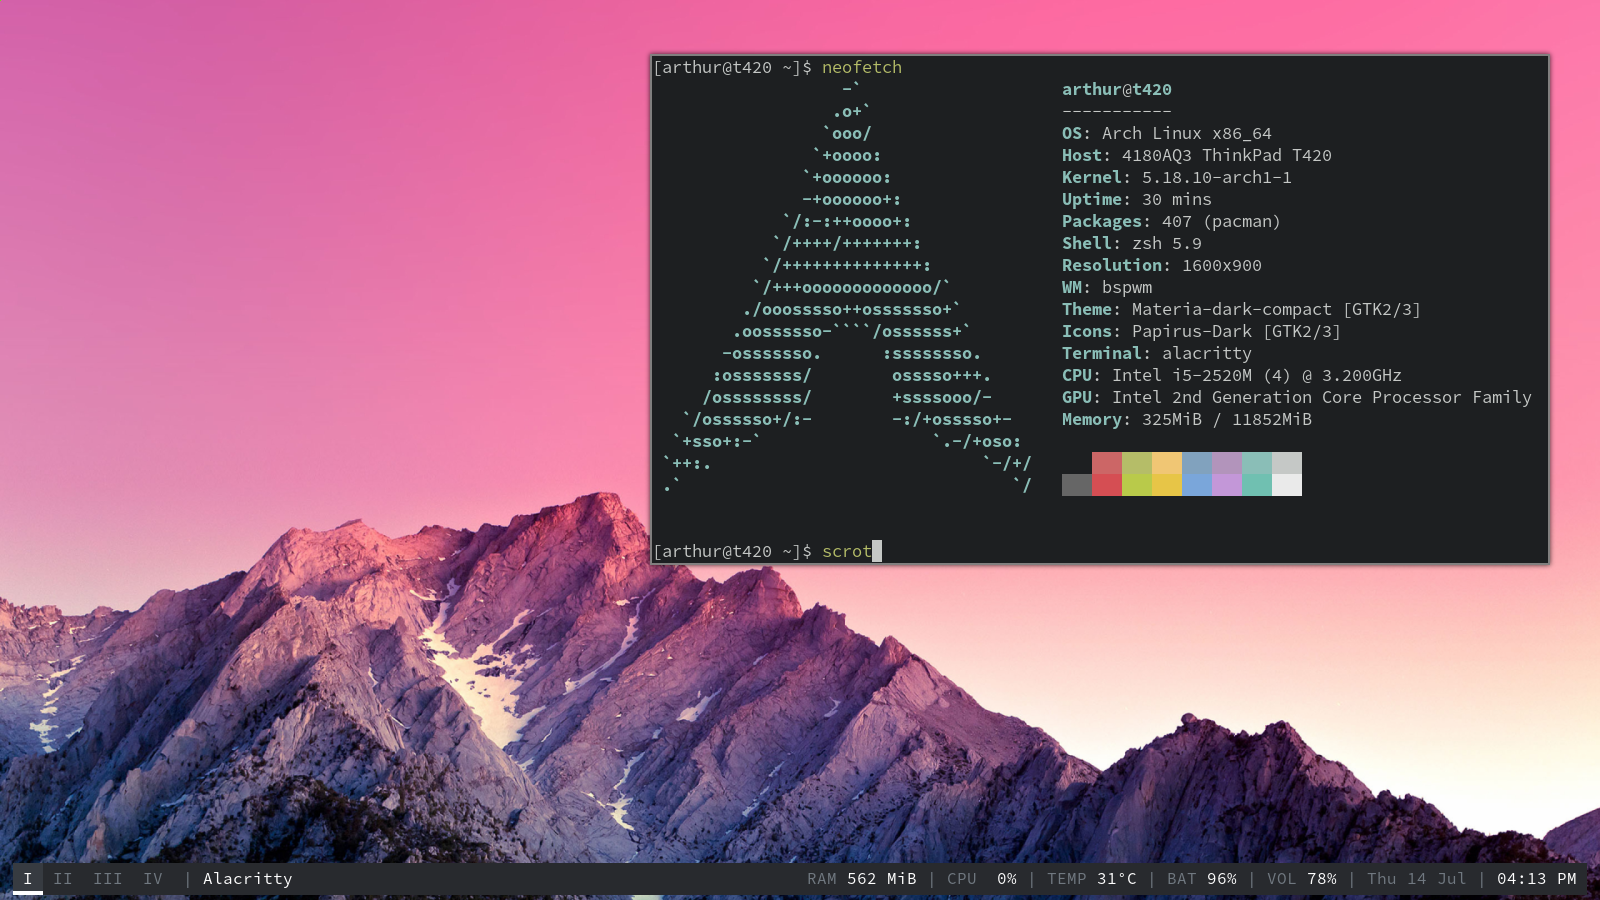 [arthur@t420 ~]$ neofetch
                   -`                    arthur@t420
                  .o+`                   -----------
                 `ooo/                   OS: Arch Linux x86_64
                `+oooo:                  Host: 4180AQ3 ThinkPad T420
               `+oooooo:                 Kernel: 5.18.10-arch1-1
               -+oooooo+:                Uptime: 30 mins
             `/:-:++oooo+:               Packages: 407 (pacman)
            `/++++/+++++++:              Shell: zsh 5.9
           `/++++++++++++++:             Resolution: 1600x900
          `/+++ooooooooooooo/`           WM: bspwm
         ./ooosssso++osssssso+`          Theme: Materia-dark-compact [GTK2/3]
        .oossssso-````/ossssss+`         Icons: Papirus-Dark [GTK2/3]
       -osssssso.      :ssssssso.        Terminal: alacritty
      :osssssss/        osssso+++.       CPU: Intel i5-2520M (4) @ 3.200GHz
     /ossssssss/        +ssssooo/-       GPU: Intel 2nd Generation Core Processor Family
   `/ossssso+/:-        -:/+osssso+-     Memory: 325MiB / 11852MiB
  `+sso+:-`                 `.-/+oso:
 `++:.                           `-/+/
 .`                                 `/
[arthur@t420 ~]$ scrot
I II III IV | Alacritty RAM 562 MiB | CPU 0% | TEMP 31°C | BAT 96% | VOL 78% | Thu 14 Jul | 04:13 PM